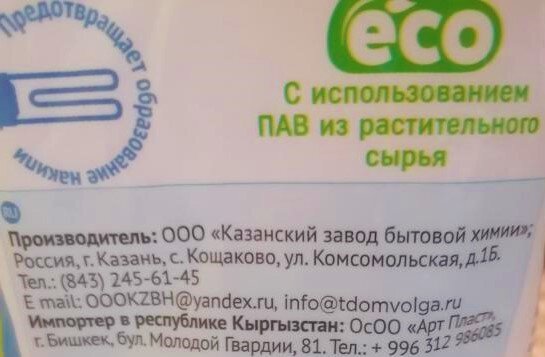 Предотвращает образование накипи
éco
С использованием
ПАВ из растительного
сырья
RU
Производитель: ООО «Казанский завод бытовой химии»;
Россия, г. Казань, с. Кощаково, ул. Комсомольская, д.1Б.
Тел.: (843) 245-61-45
E mail: OOOKZBH@yandex.ru, info@tdomvolga.ru
Импортер в республике Кыргызстан: ОсОО «Арт Пласт»,
г. Бишкек, бул. Молодой Гвардии, 81. Тел.: + 996 312 986085